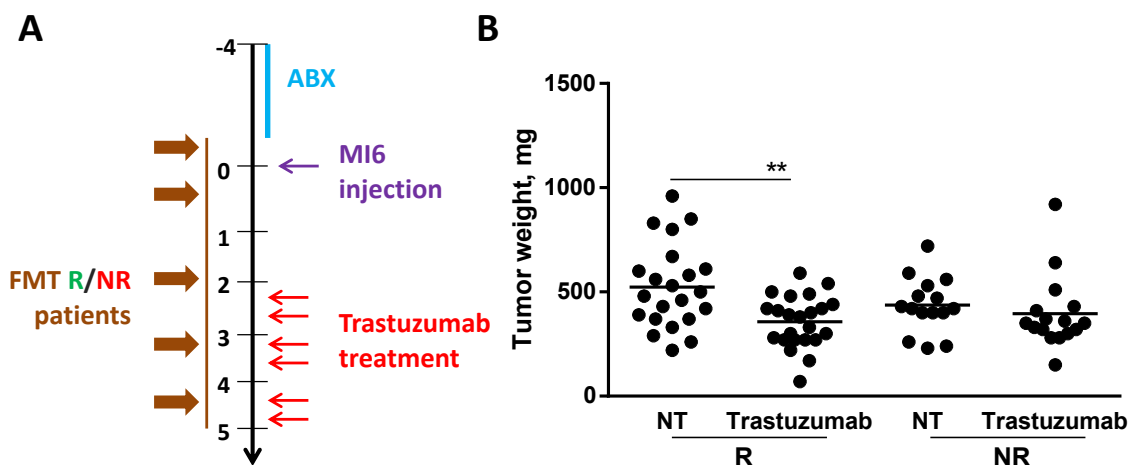 A
-4
ABX
0
MI6
injection
1
2
FMT R/NR
patients
3
Trastuzumab
treatment
4
5
B
Tumor weight, mg
1500
1000
500
0
**
NT Trastuzumab NT Trastuzumab
R NR